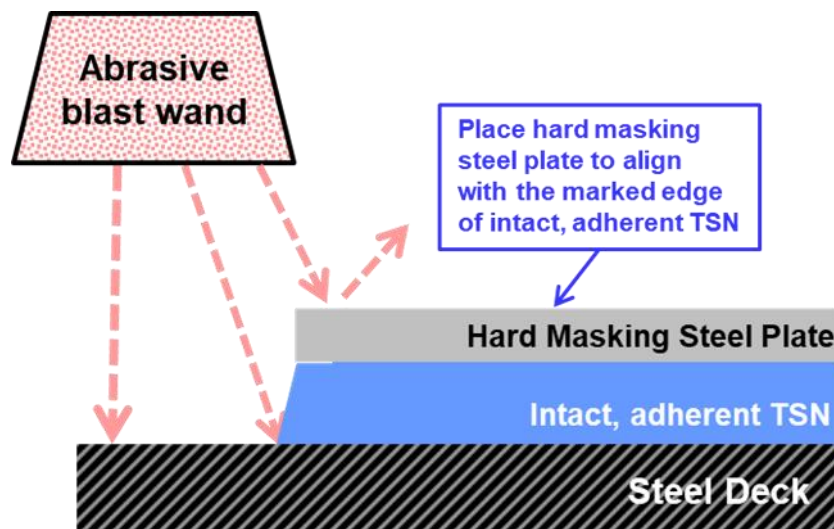 Abrasive
blast wand
Place hard masking
steel plate to align
with the marked edge
of intact, adherent TSN
Hard Masking Steel Plate
Intact, adherent TSN
Steel Deck